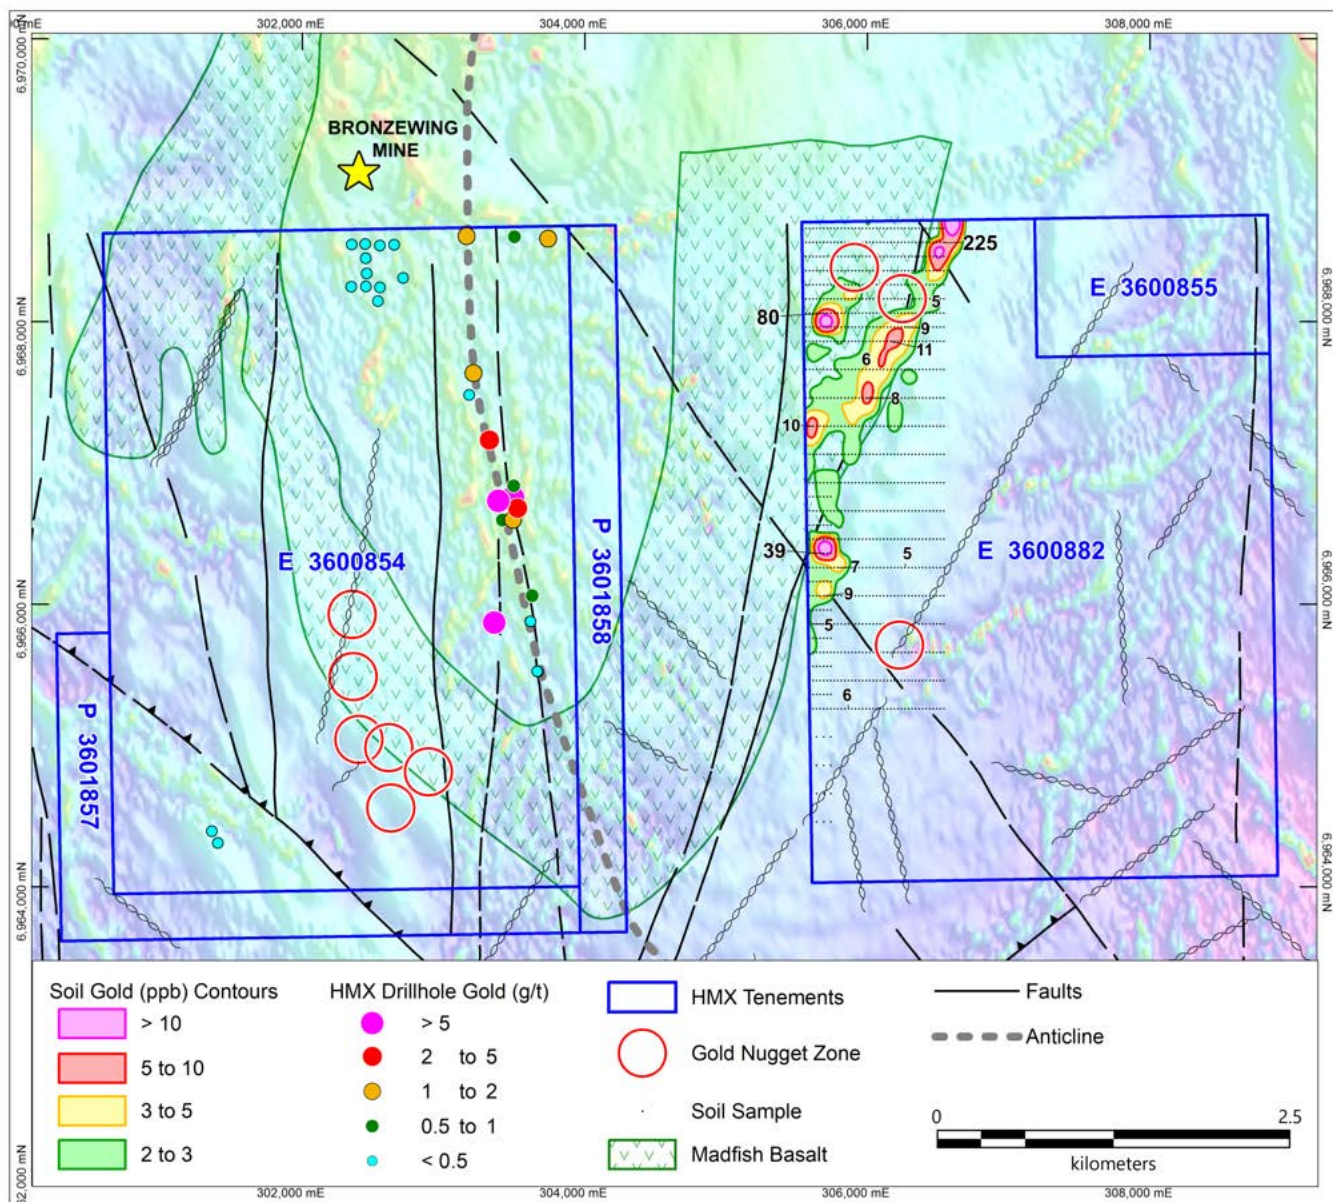 00 mE
302,000 mE
304,000 mE
306,000 mE
308,000 mE
6,970,000 mN
BRONZEWING
MINE
225
E 3600855
6,968,000 mN
6,968,000 mN
80
5
9
11
6
8
10
E 3600854
P 3601858
39
5
7
9
5
6
E 3600882
6,966,000 mN
6,966,000 mN
P 3601857
6,964,000 mN
6,964,000 mN
Soil Gold (ppb) Contours
> 10
5 to 10
3 to 5
2 to 3
HMX Drillhole Gold (g/t)
> 5
2 to 5
1 to 2
0.5 to 1
< 0.5
HMX Tenements
Gold Nugget Zone
Soil Sample
Madfish Basalt
Faults
Anticline
0
2.5
kilometers
62,000 mN
302,000 mE
304,000 mE
306,000 mE
308,000 mE